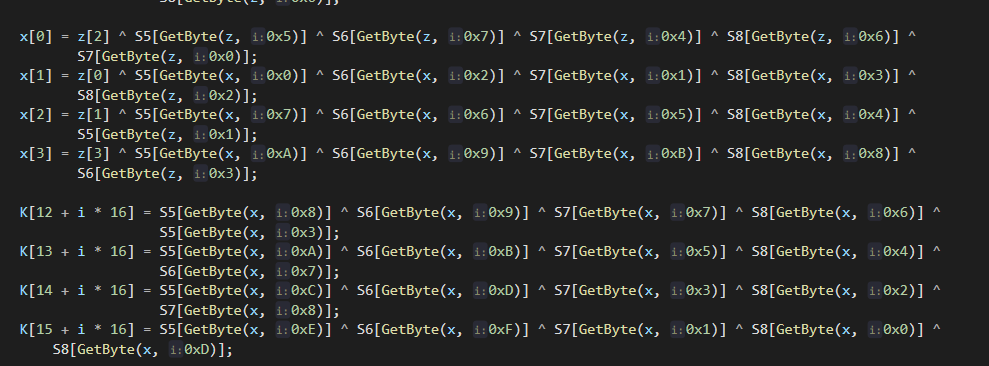 S8[GetByte(z, i:0x0)];
x[0] = z[2] ^ S5[GetByte(z, i:0x5)] ^ S6[GetByte(z, i:0x7)] ^ S7[GetByte(z, i:0x4)] ^ S8[GetByte(z, i:0x6)] ^
S7[GetByte(z, i:0x0)];
x[1] = z[0] ^ S5[GetByte(x, i:0x0)] ^ S6[GetByte(x, i:0x2)] ^ S7[GetByte(x, i:0x1)] ^ S8[GetByte(x, i:0x3)] ^
S8[GetByte(z, i:0x2)];
x[2] = z[1] ^ S5[GetByte(x, i:0x7)] ^ S6[GetByte(x, i:0x6)] ^ S7[GetByte(x, i:0x5)] ^ S8[GetByte(x, i:0x4)] ^
S5[GetByte(z, i:0x1)];
x[3] = z[3] ^ S5[GetByte(x, i:0xA)] ^ S6[GetByte(x, i:0x9)] ^ S7[GetByte(x, i:0xB)] ^ S8[GetByte(x, i:0x8)] ^
S6[GetByte(z, i:0x3)];
K[12 + i * 16] = S5[GetByte(x, i:0x8)] ^ S6[GetByte(x, i:0x9)] ^ S7[GetByte(x, i:0x7)] ^ S8[GetByte(x, i:0x6)] ^
S5[GetByte(x, i:0x3)];
K[13 + i * 16] = S5[GetByte(x, i:0xA)] ^ S6[GetByte(x, i:0xB)] ^ S7[GetByte(x, i:0x5)] ^ S8[GetByte(x, i:0x4)] ^
S6[GetByte(x, i:0x7)];
K[14 + i * 16] = S5[GetByte(x, i:0xC)] ^ S6[GetByte(x, i:0xD)] ^ S7[GetByte(x, i:0x3)] ^ S8[GetByte(x, i:0x2)] ^
S7[GetByte(x, i:0x8)];
K[15 + i * 16] = S5[GetByte(x, i:0xE)] ^ S6[GetByte(x, i:0xF)] ^ S7[GetByte(x, i:0x1)] ^ S8[GetByte(x, i:0x0)] ^
S8[GetByte(x, i:0xD)];